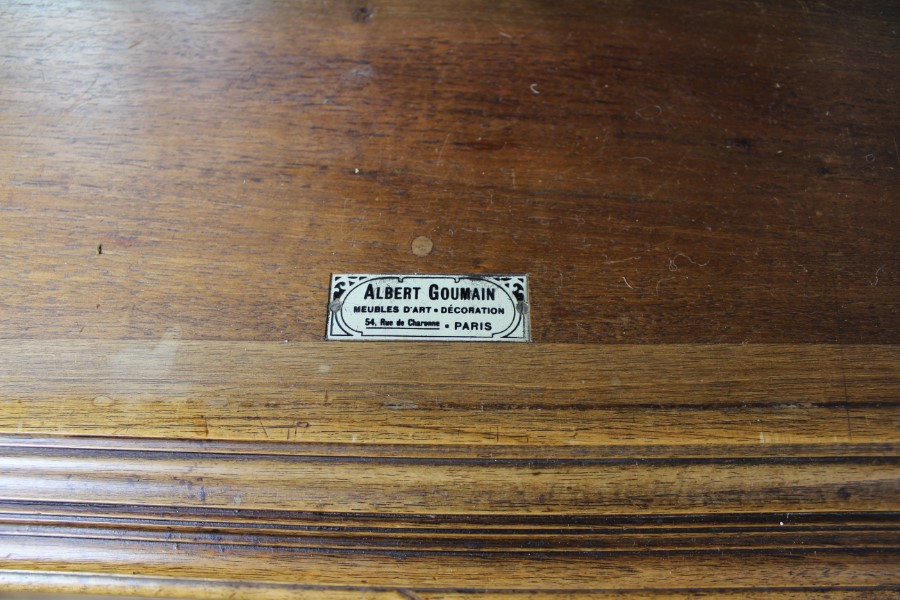 ALBERT GOUMAIN
MEUBLES D'ART • DÉCORATION
54, Rue de Charonne • PARIS